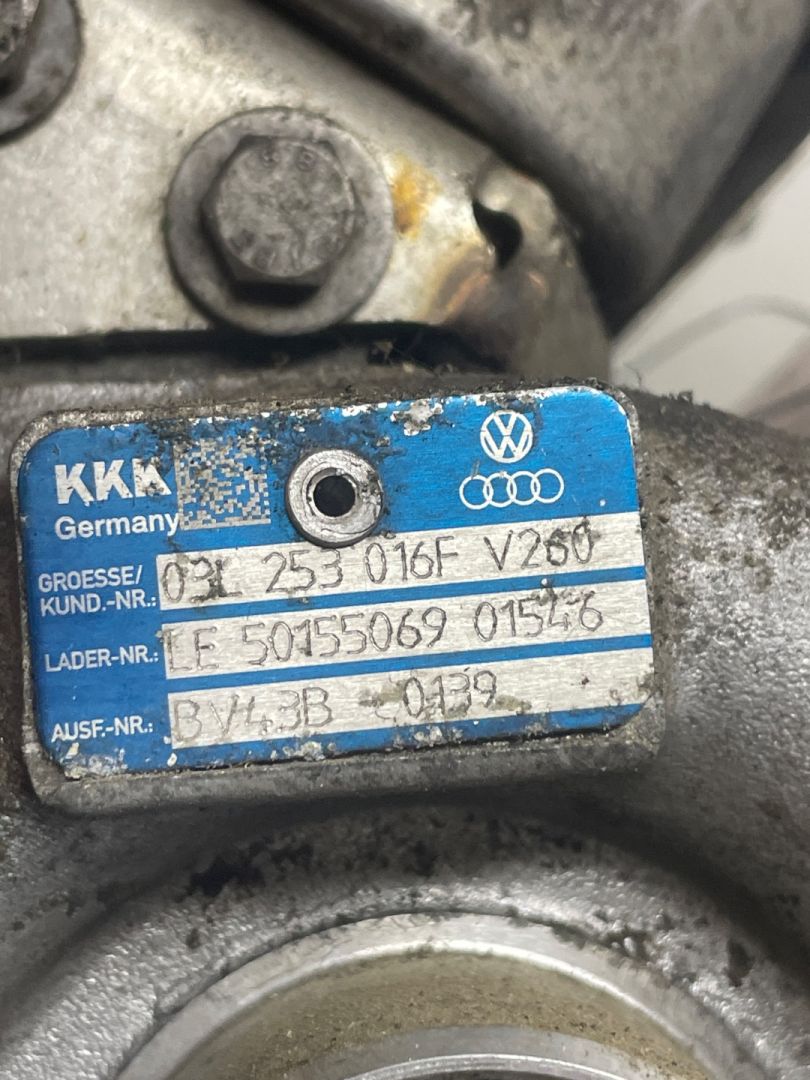 KKK
Germany
GROESSE/
KUND.-NR.: 03L 253 016F V260
LADER-NR.: LE 50155069 01546
AUSF.-NR.: BV43B - 0139